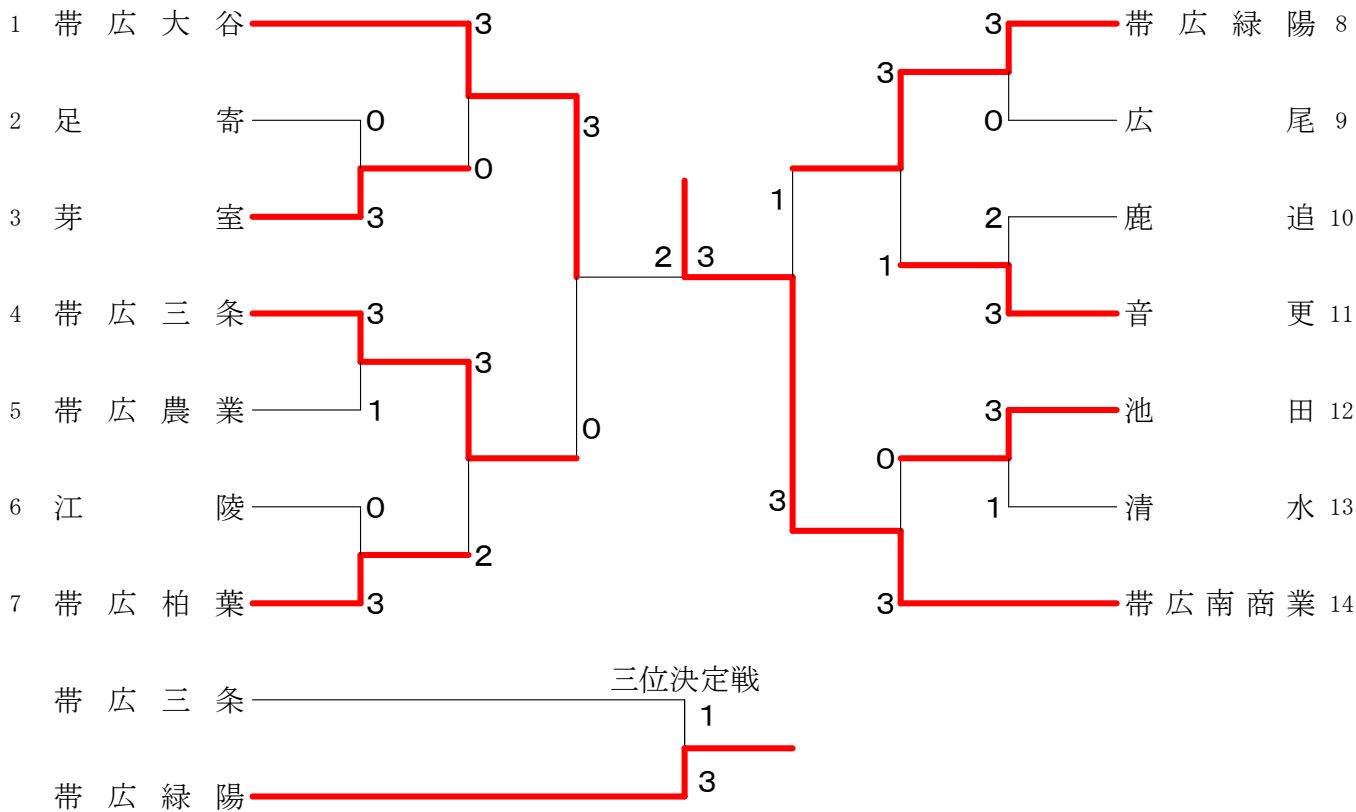 1 帯広大谷 3 3 帯広緑陽 8
3
2 足寄 0 3 0 広尾 9
0
3 芽室 3 1 2 鹿追 10
2 3 1
4 帯広三条 3 3 音更 11
3
5 帯広農業 1 0 3 池田 12
0
6 江陵 0 3 1 清水 13
2
7 帯広柏葉 3 3 帯広南商業 14
三位決定戦
帯広三条 1
帯広緑陽 3